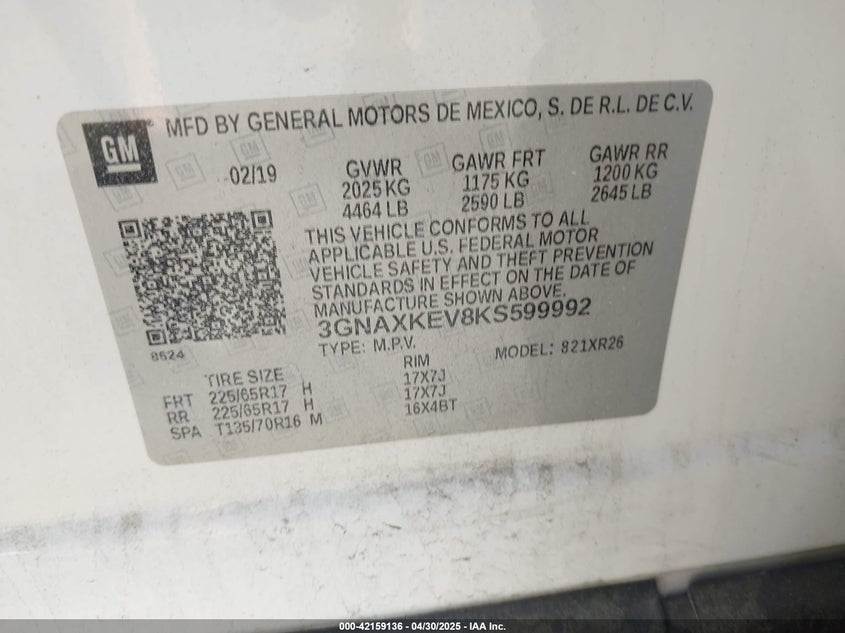 GM
MFD BY GENERAL MOTORS DE MEXICO, S. DE R.L. DE C.V.
02/19
GVWR
2025 KG
4464 LB
GAWR FRT
1175 KG
2590 LB
GAWR RR
1200 KG
2645 LB
THIS VEHICLE CONFORMS TO ALL
APPLICABLE U.S. FEDERAL MOTOR
VEHICLE SAFETY AND THEFT PREVENTION
STANDARDS IN EFFECT ON THE DATE OF
MANUFACTURE SHOWN ABOVE.
3GNAXKEV8KS599992
TYPE: M.P.V.
MODEL: 821XR26
8624
TIRE SIZE RIM
FRT 225/65R17 H 17X7J
RR 225/65R17 H 17X7J
SPA T135/70R16 M 16X4BT
000-42159136 - 04/30/2025 - IAA Inc.